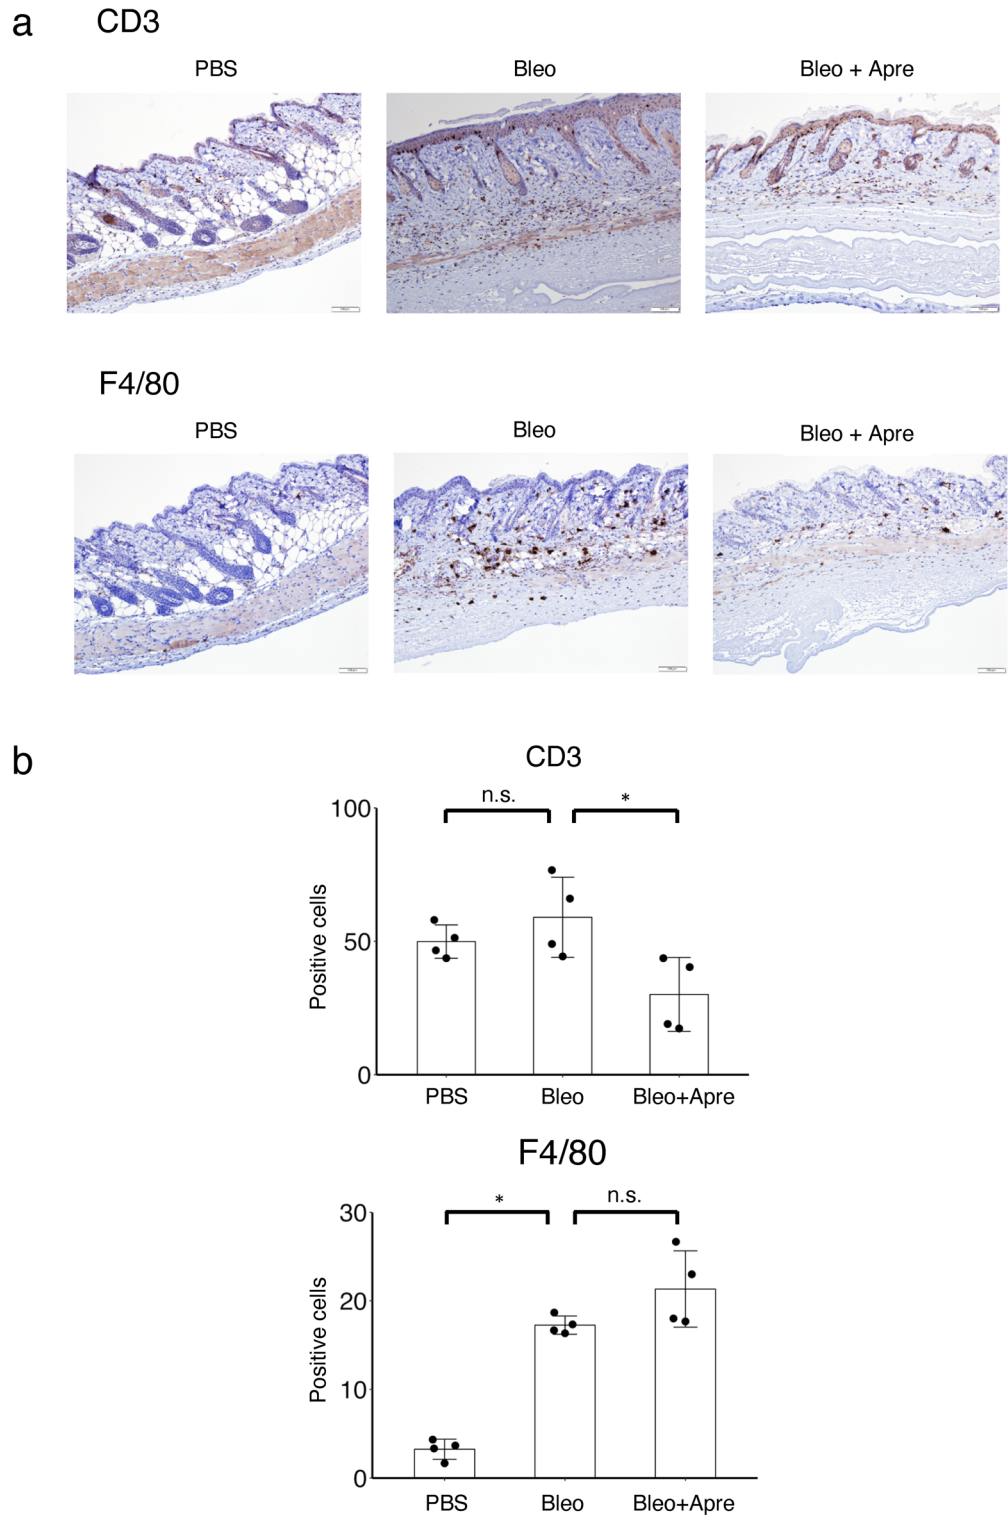 a
CD3
PBS
Bleo
Bleo + Apre
F4/80
PBS
Bleo
Bleo + Apre
b
CD3
n.s.
*
100
50
0
Positive cells
PBS
Bleo
Bleo+Apre
F4/80
*
n.s.
30
20
10
0
Positive cells
PBS
Bleo
Bleo+Apre